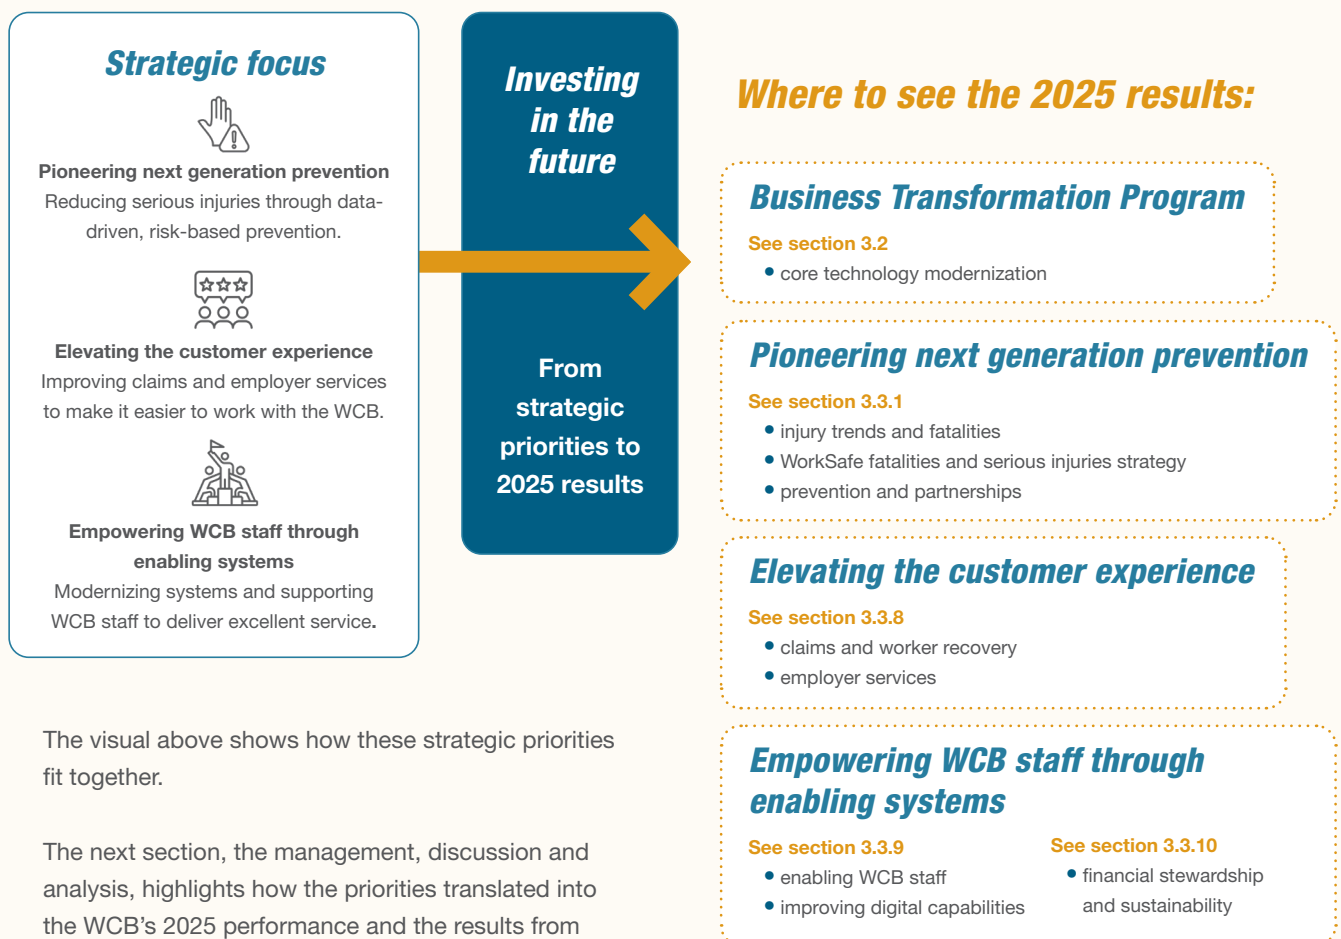 Strategic focus
Pioneering next generation prevention
Reducing serious injuries through data-
driven, risk-based prevention.
Elevating the customer experience
Improving claims and employer services
to make it easier to work with the WCB.
Empowering WCB staff through
enabling systems
Modernizing systems and supporting
WCB staff to deliver excellent service.
Investing
in the
future
From
strategic
priorities to
2025 results
Where to see the 2025 results:
Business Transformation Program
See section 3.2
• core technology modernization
Pioneering next generation prevention
See section 3.3.1
• injury trends and fatalities
• WorkSafe fatalities and serious injuries strategy
• prevention and partnerships
Elevating the customer experience
See section 3.3.8
• claims and worker recovery
• employer services
Empowering WCB staff through
enabling systems
See section 3.3.9
• enabling WCB staff
• improving digital capabilities
See section 3.3.10
• financial stewardship
and sustainability
The visual above shows how these strategic priorities
fit together.
The next section, the management, discussion and
analysis, highlights how the priorities translated into
the WCB’s 2025 performance and the results from